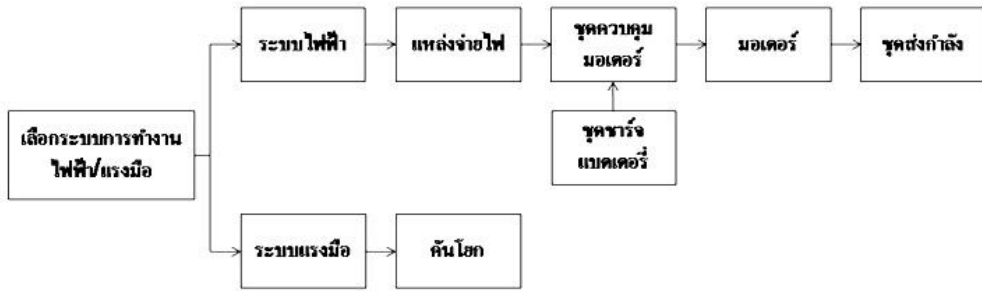 ระบบไฟฟ้า
แหล่งจ่ายไฟ
ชุดควบคุม
มอเตอร์
มอเตอร์
ชุดส่งกำลัง
เลือกระบบการทำงาน
ไฟฟ้า/แรงมือ
ชุดชาร์จ
แบตเตอรี่
ระบบแรงมือ
คันโยก